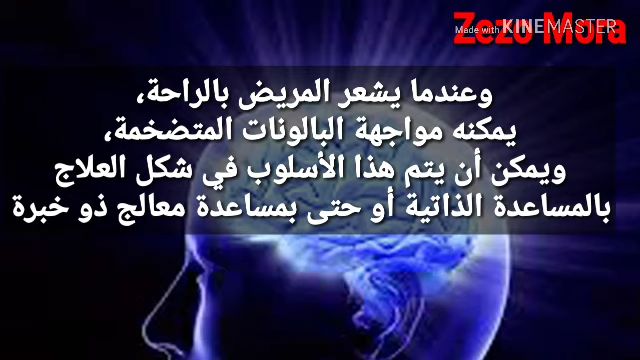 Zezo Mora
Made with KINEMASTER
وعندما يشعر المريض بالراحة،
يمكنه مواجهة البالونات المتضخمة،
ويمكن أن يتم هذا الأسلوب في شكل العلاج
بالمساعدة الذاتية أو حتى بمساعدة معالج ذو خبرة